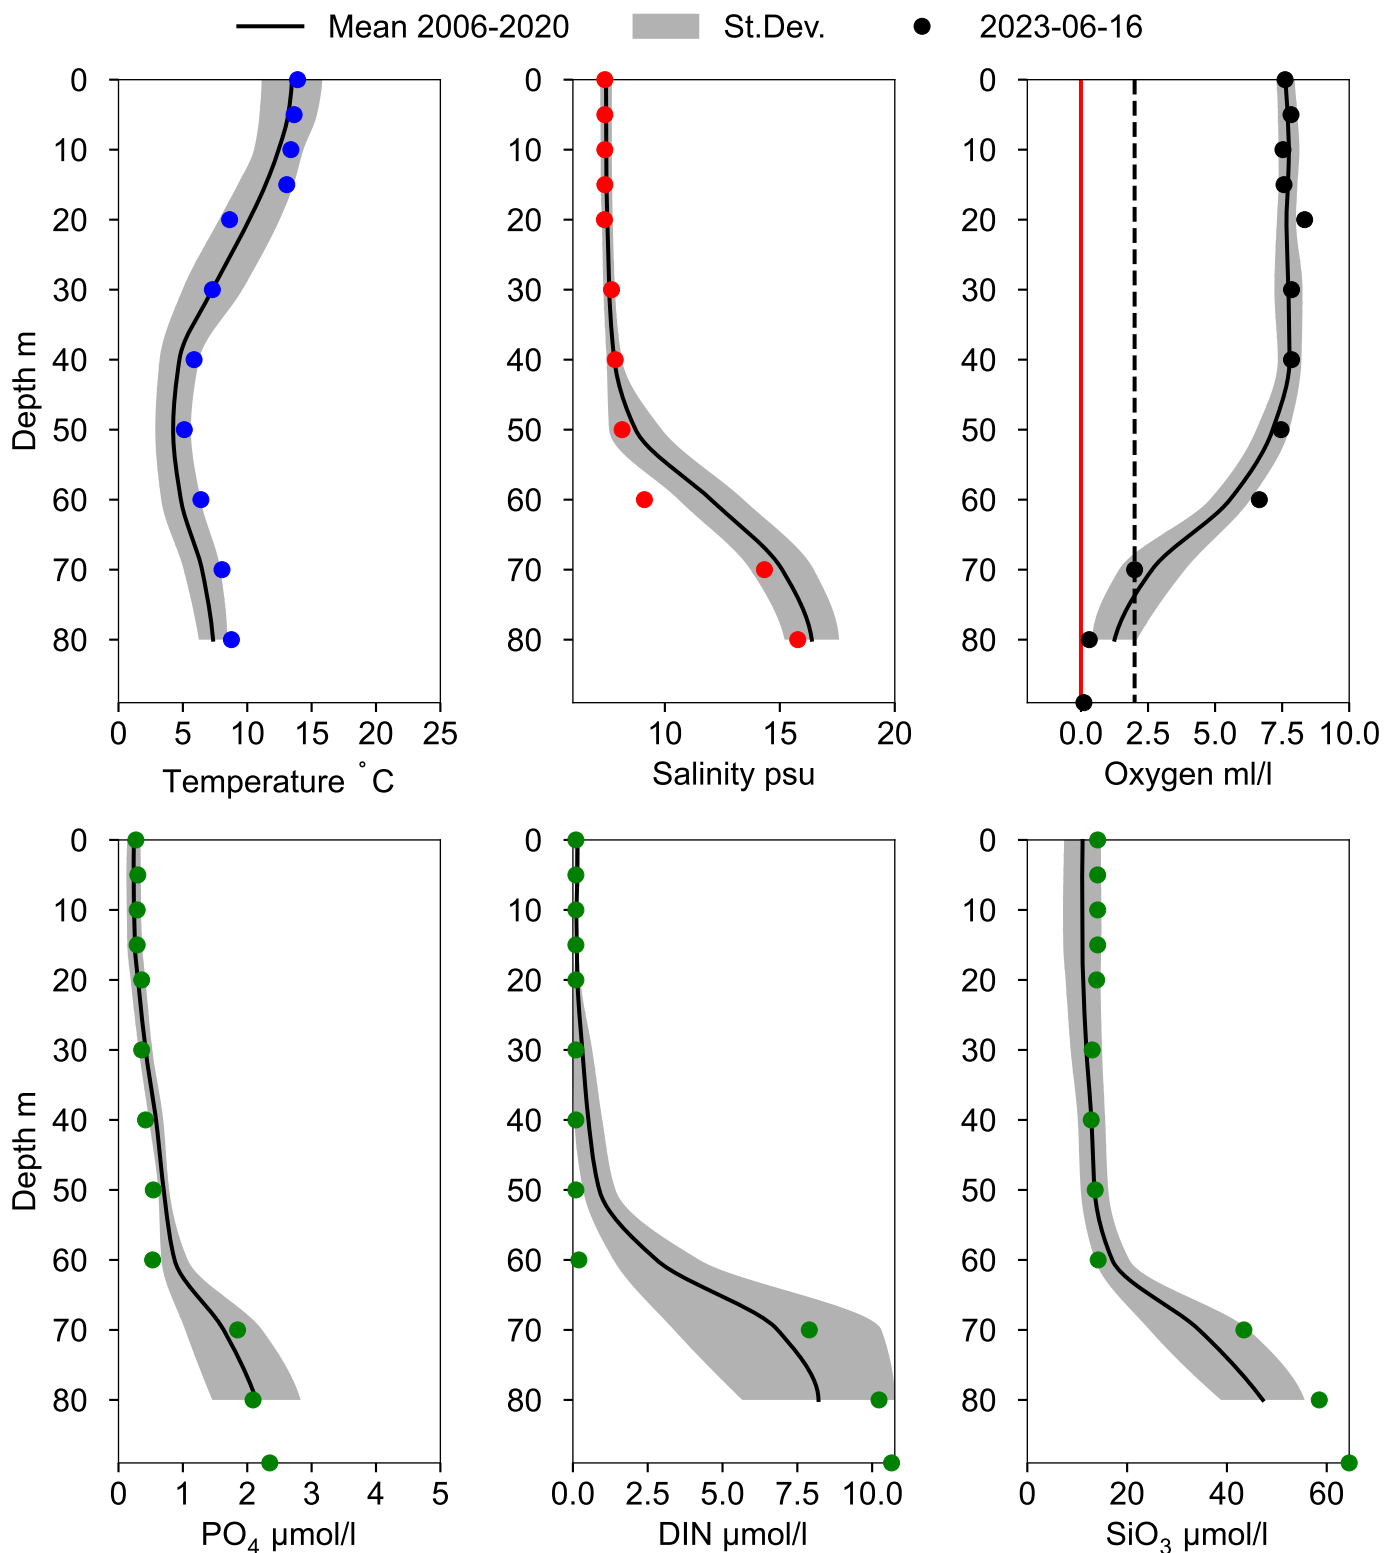 Mean 2006-2020 St.Dev. 2023-06-16
0 0 0
10 10 10
20 20 20
30 30 30
40 40 40
50 50 50
60 60 60
70 70 70
80 80 80
Depth m
0 5 10 15 20 25 10 15 20 0.0 2.5 5.0 7.5 10.0
Temperature °C Salinity psu Oxygen ml/l
0 0 0
10 10 10
20 20 20
30 30 30
40 40 40
50 50 50
60 60 60
70 70 70
80 80 80
Depth m
0 1 2 3 4 5 0.0 2.5 5.0 7.5 10.0 0 20 40 60
PO₄ µmol/l DIN µmol/l SiO₃ µmol/l